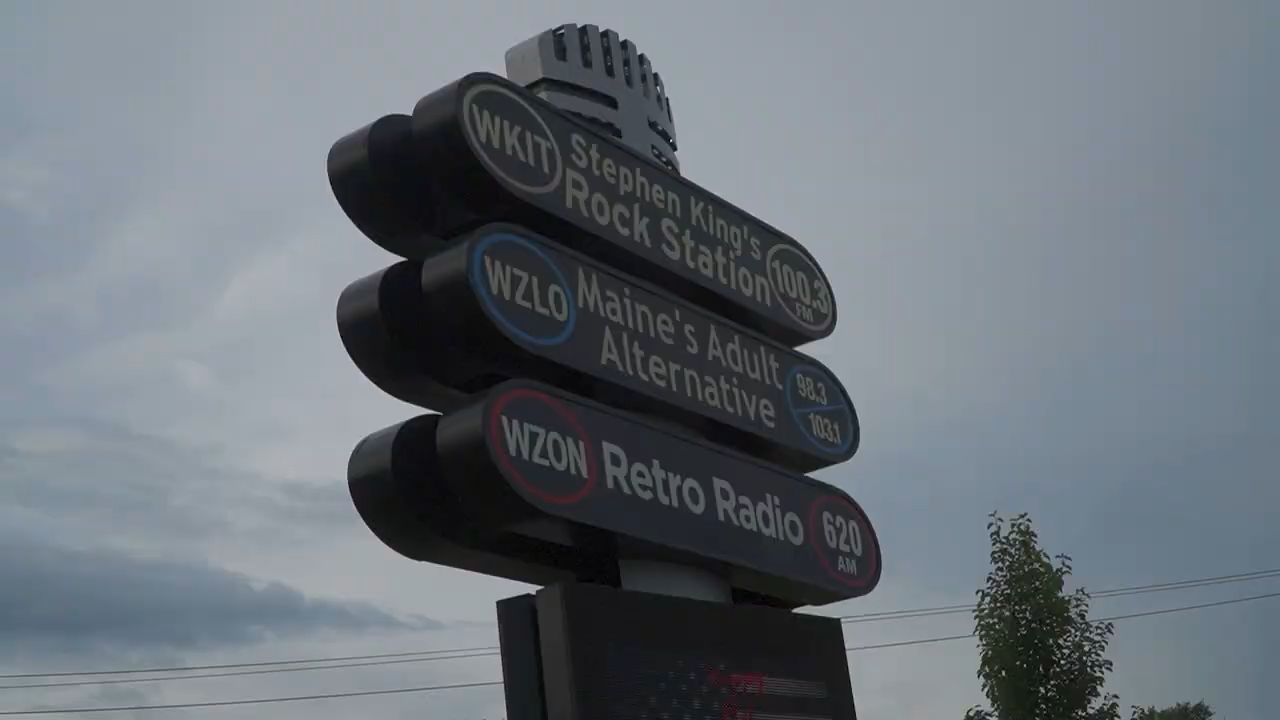 WKIT
Stephen King's
Rock Station
100.3
FM
WZLO
Maine's Adult
Alternative
98.3
103.1
WZON
Retro Radio
620
AM